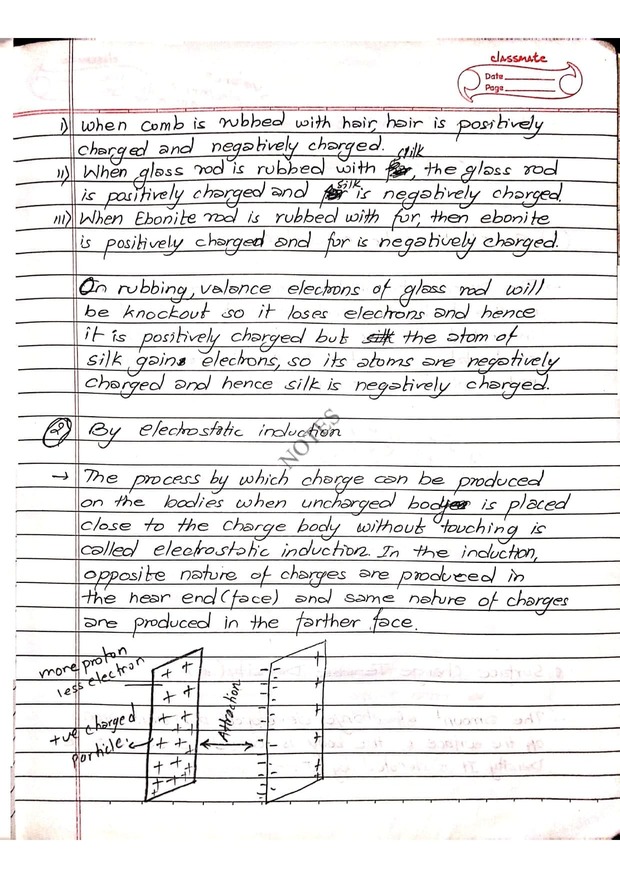 classmate
Date
Page
i) when comb is rubbed with hair, hair is positively
charged and negatively charged.
silk
ii) When glass rod is rubbed with , the glass rod
silk
is positively charged and is negatively charged.
iii) When Ebonite rod is rubbed with fur, then ebonite
is positively charged and fur is negatively charged.
On rubbing, valance electrons of glass rod will
be knockout so it loses electrons and hence
it is positively charged but silk the atom of
silk gains electrons, so its atoms are negatively
charged and hence silk is negatively charged.
② By electrostatic induction
NOTES
→ The process by which charge can be produced
on the bodies when uncharged body is placed
close to the charge body without touching is
called electrostatic induction. In the induction,
opposite nature of charges are produced in
the near end (face) and same nature of charges
are produced in the farther face.
more proton
less electron
+ve charged
particle.
Attraction